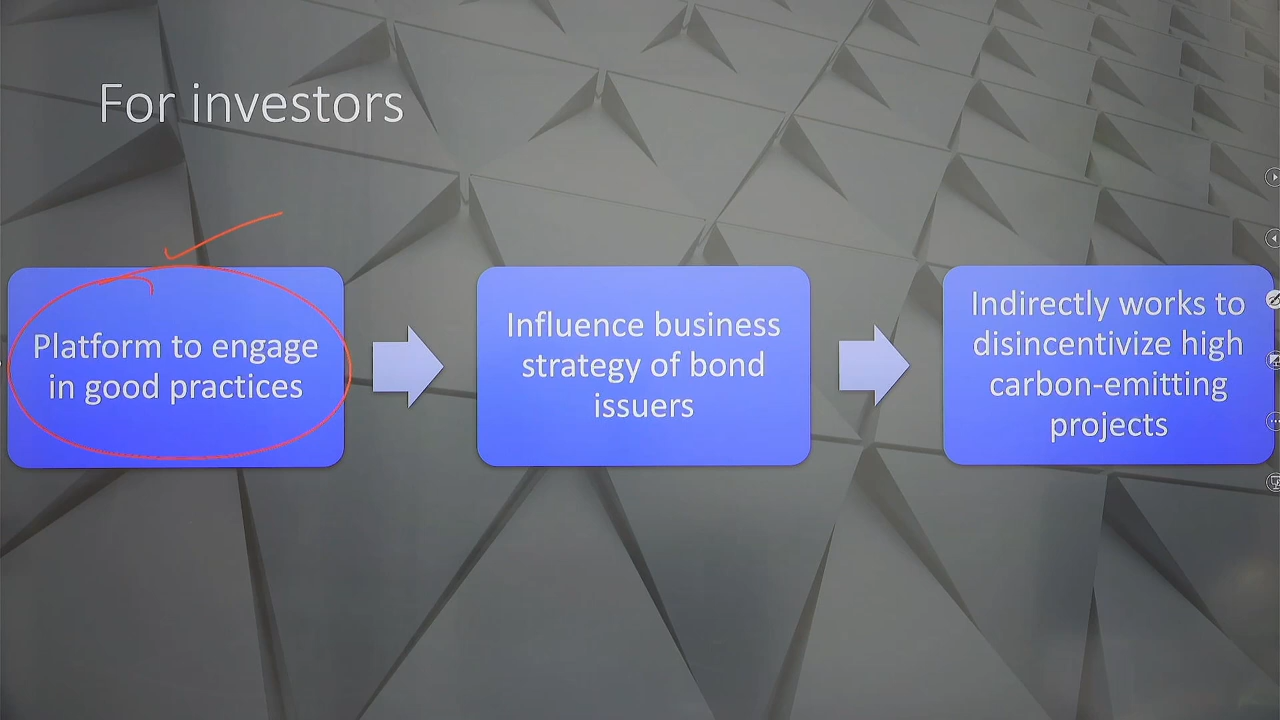 For investors
Platform to engage
in good practices
Influence business
strategy of bond
issuers
Indirectly works to
disincentivize high
carbon-emitting
projects